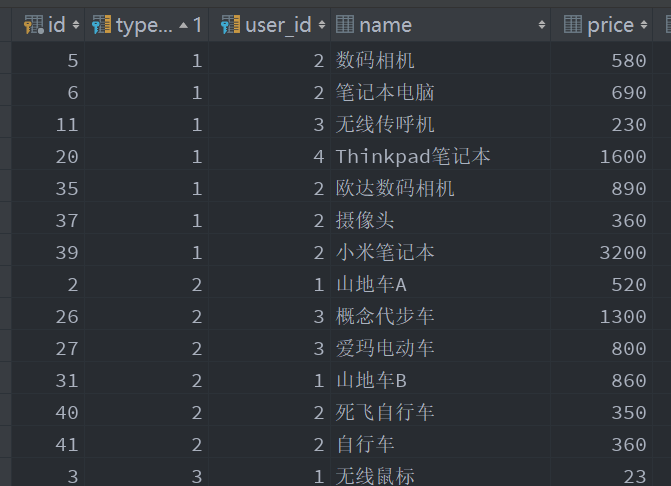 id type... 1 user_id name price
5 1 2 数码相机 580
6 1 2 笔记本电脑 690
11 1 3 无线传呼机 230
20 1 4 Thinkpad笔记本 1600
35 1 2 欧达数码相机 890
37 1 2 摄像头 360
39 1 2 小米笔记本 3200
2 2 1 山地车A 520
26 2 3 概念代步车 1300
27 2 3 爱玛电动车 800
31 2 1 山地车B 860
40 2 2 死飞自行车 350
41 2 2 自行车 360
3 3 1 无线鼠标 23